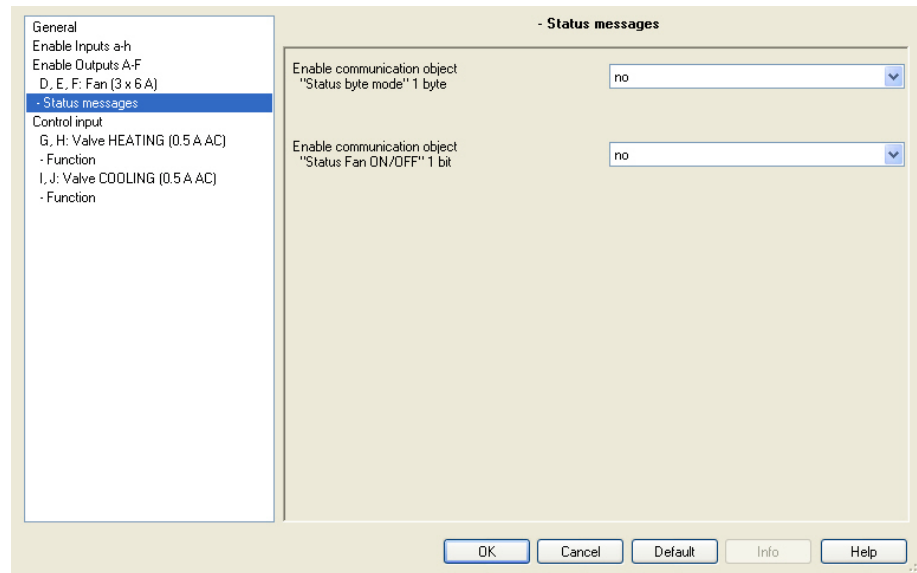 General
Enable Inputs a-h
Enable Outputs A-F
D, E, F: Fan (3 x 6 A)
- Status messages
Control input
G, H: Valve HEATING (0.5 A AC)
- Function
I, J: Valve COOLING (0.5 A AC)
- Function
- Status messages
Enable communication object
"Status byte mode" 1 byte
no
Enable communication object
"Status Fan ON/OFF" 1 bit
no
OK
Cancel
Default
Info
Help